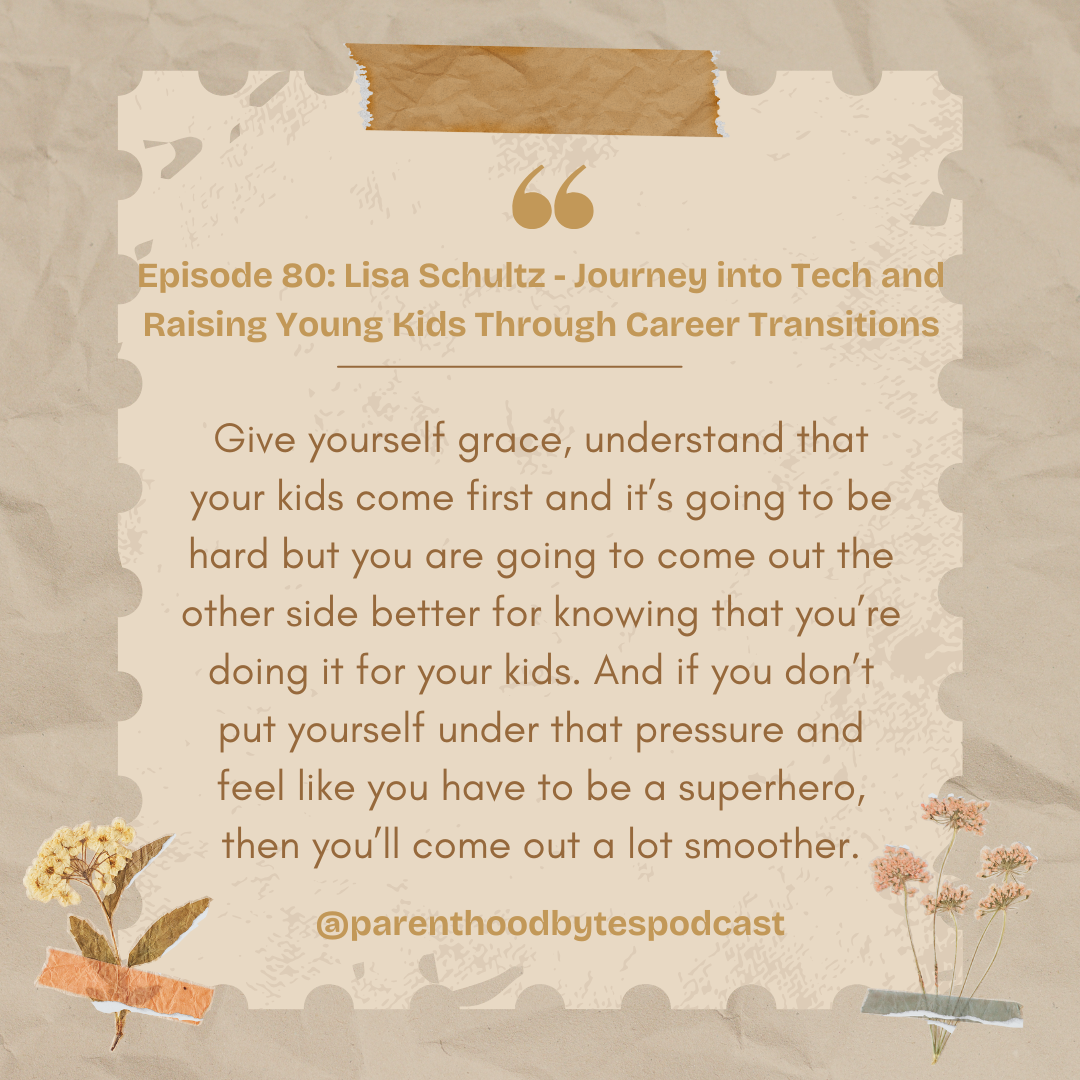 “
Episode 80: Lisa Schultz - Journey into Tech and
Raising Young Kids Through Career Transitions
Give yourself grace, understand that
your kids come first and it’s going to be
hard but you are going to come out the
other side better for knowing that you’re
doing it for your kids. And if you don’t
put yourself under that pressure and
feel like you have to be a superhero,
then you’ll come out a lot smoother.
@parenthoodbytespodcast